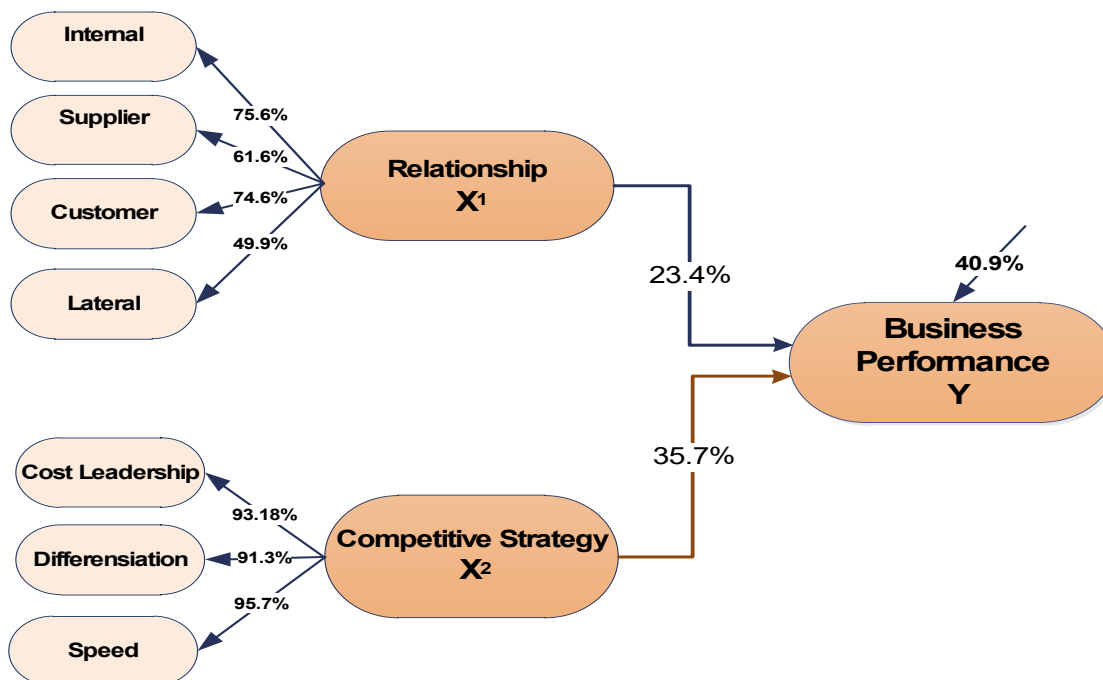 Internal
Supplier
Customer
Lateral
75.6%
61.6%
74.6%
49.9%
Relationship
X1
23.4%
40.9%
Business
Performance
Y
35.7%
Cost Leadership
Differensiation
Speed
93.18%
91.3%
95.7%
Competitive Strategy
X2